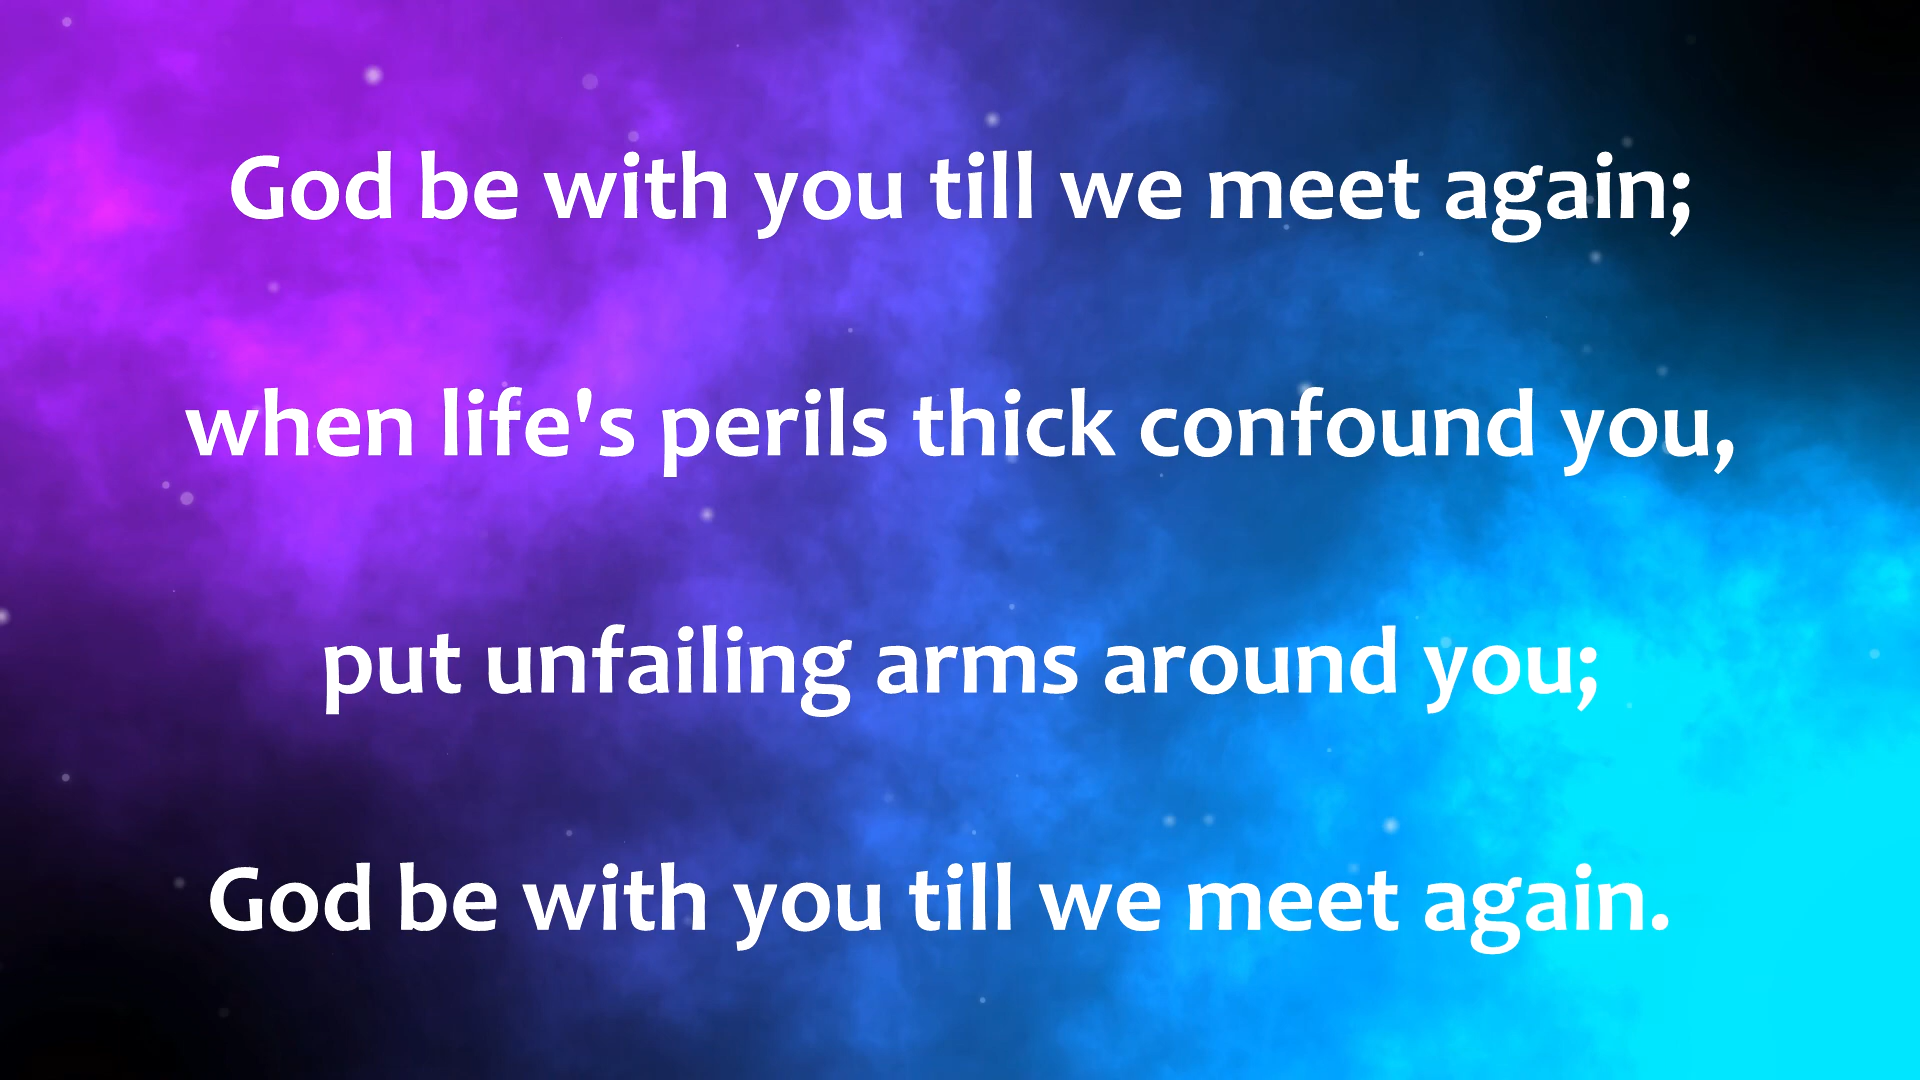 God be with you till we meet again;
when life's perils thick confound you,
put unfailing arms around you;
God be with you till we meet again.